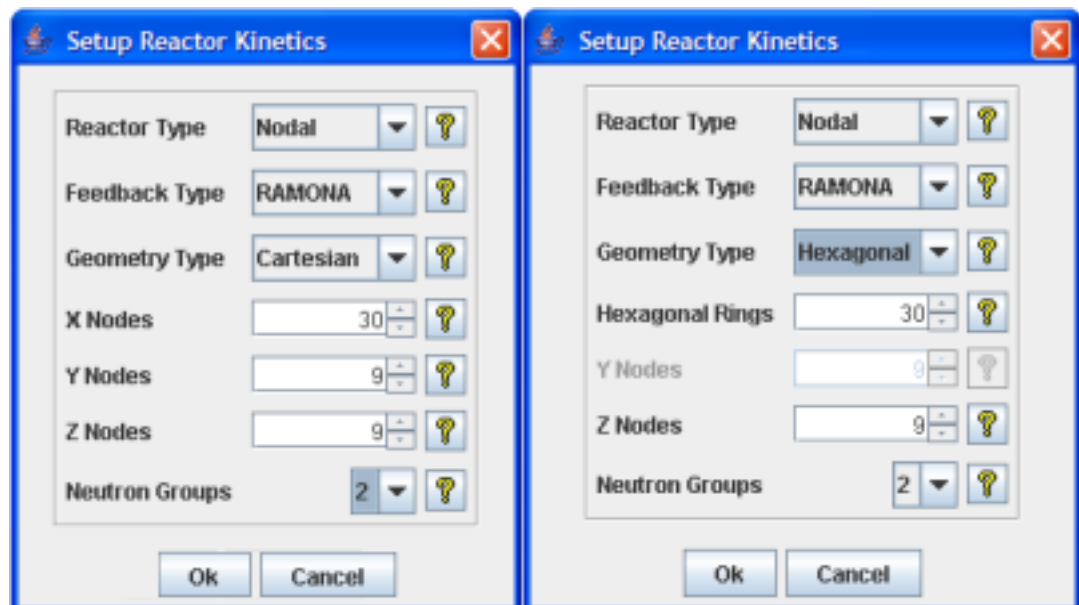 Setup Reactor Kinetics
Reactor Type Nodal
Feedback Type RAMONA
Geometry Type Cartesian
X Nodes 30
Y Nodes 9
Z Nodes 9
Neutron Groups 2
Ok Cancel
Setup Reactor Kinetics
Reactor Type Nodal
Feedback Type RAMONA
Geometry Type Hexagonal
Hexagonal Rings 30
Y Nodes 9
Z Nodes 9
Neutron Groups 2
Ok Cancel